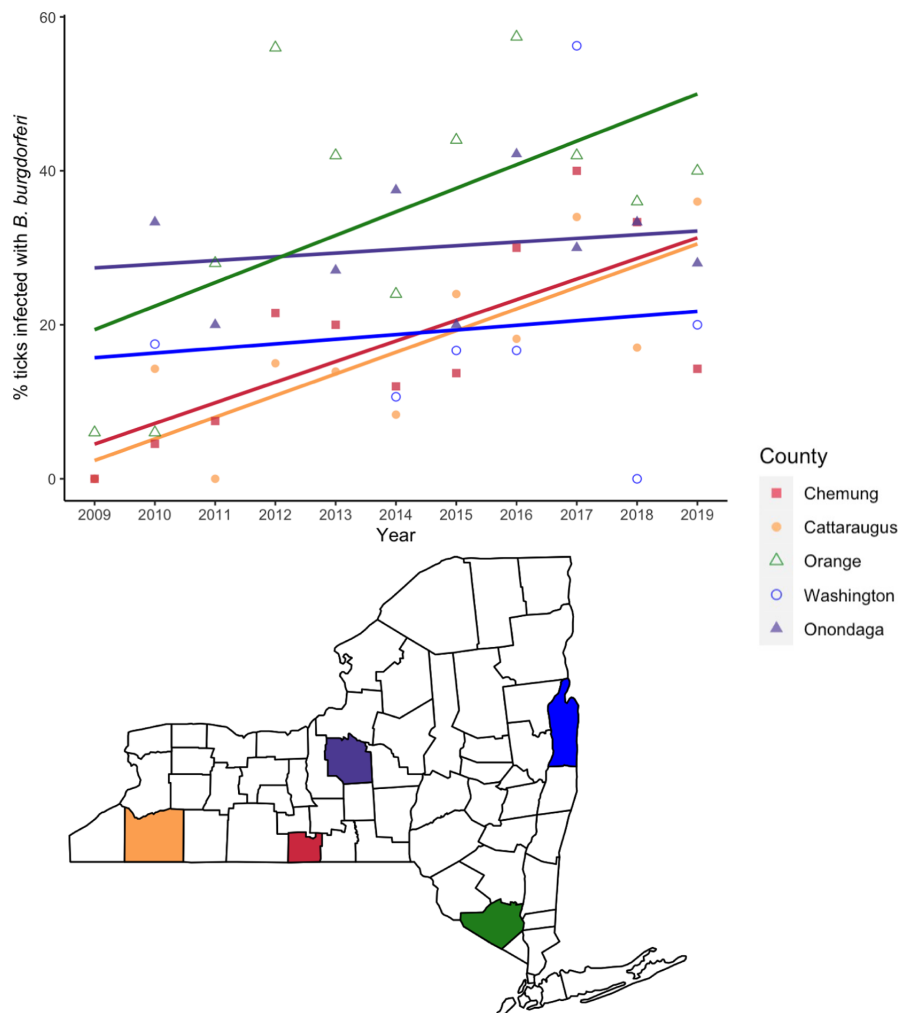 60
40
20
0
% ticks infected with B. burgdorferi
2009 2010 2011 2012 2013 2014 2015 2016 2017 2018 2019
Year
County
Chemung
Cattaraugus
Orange
Washington
Onondaga